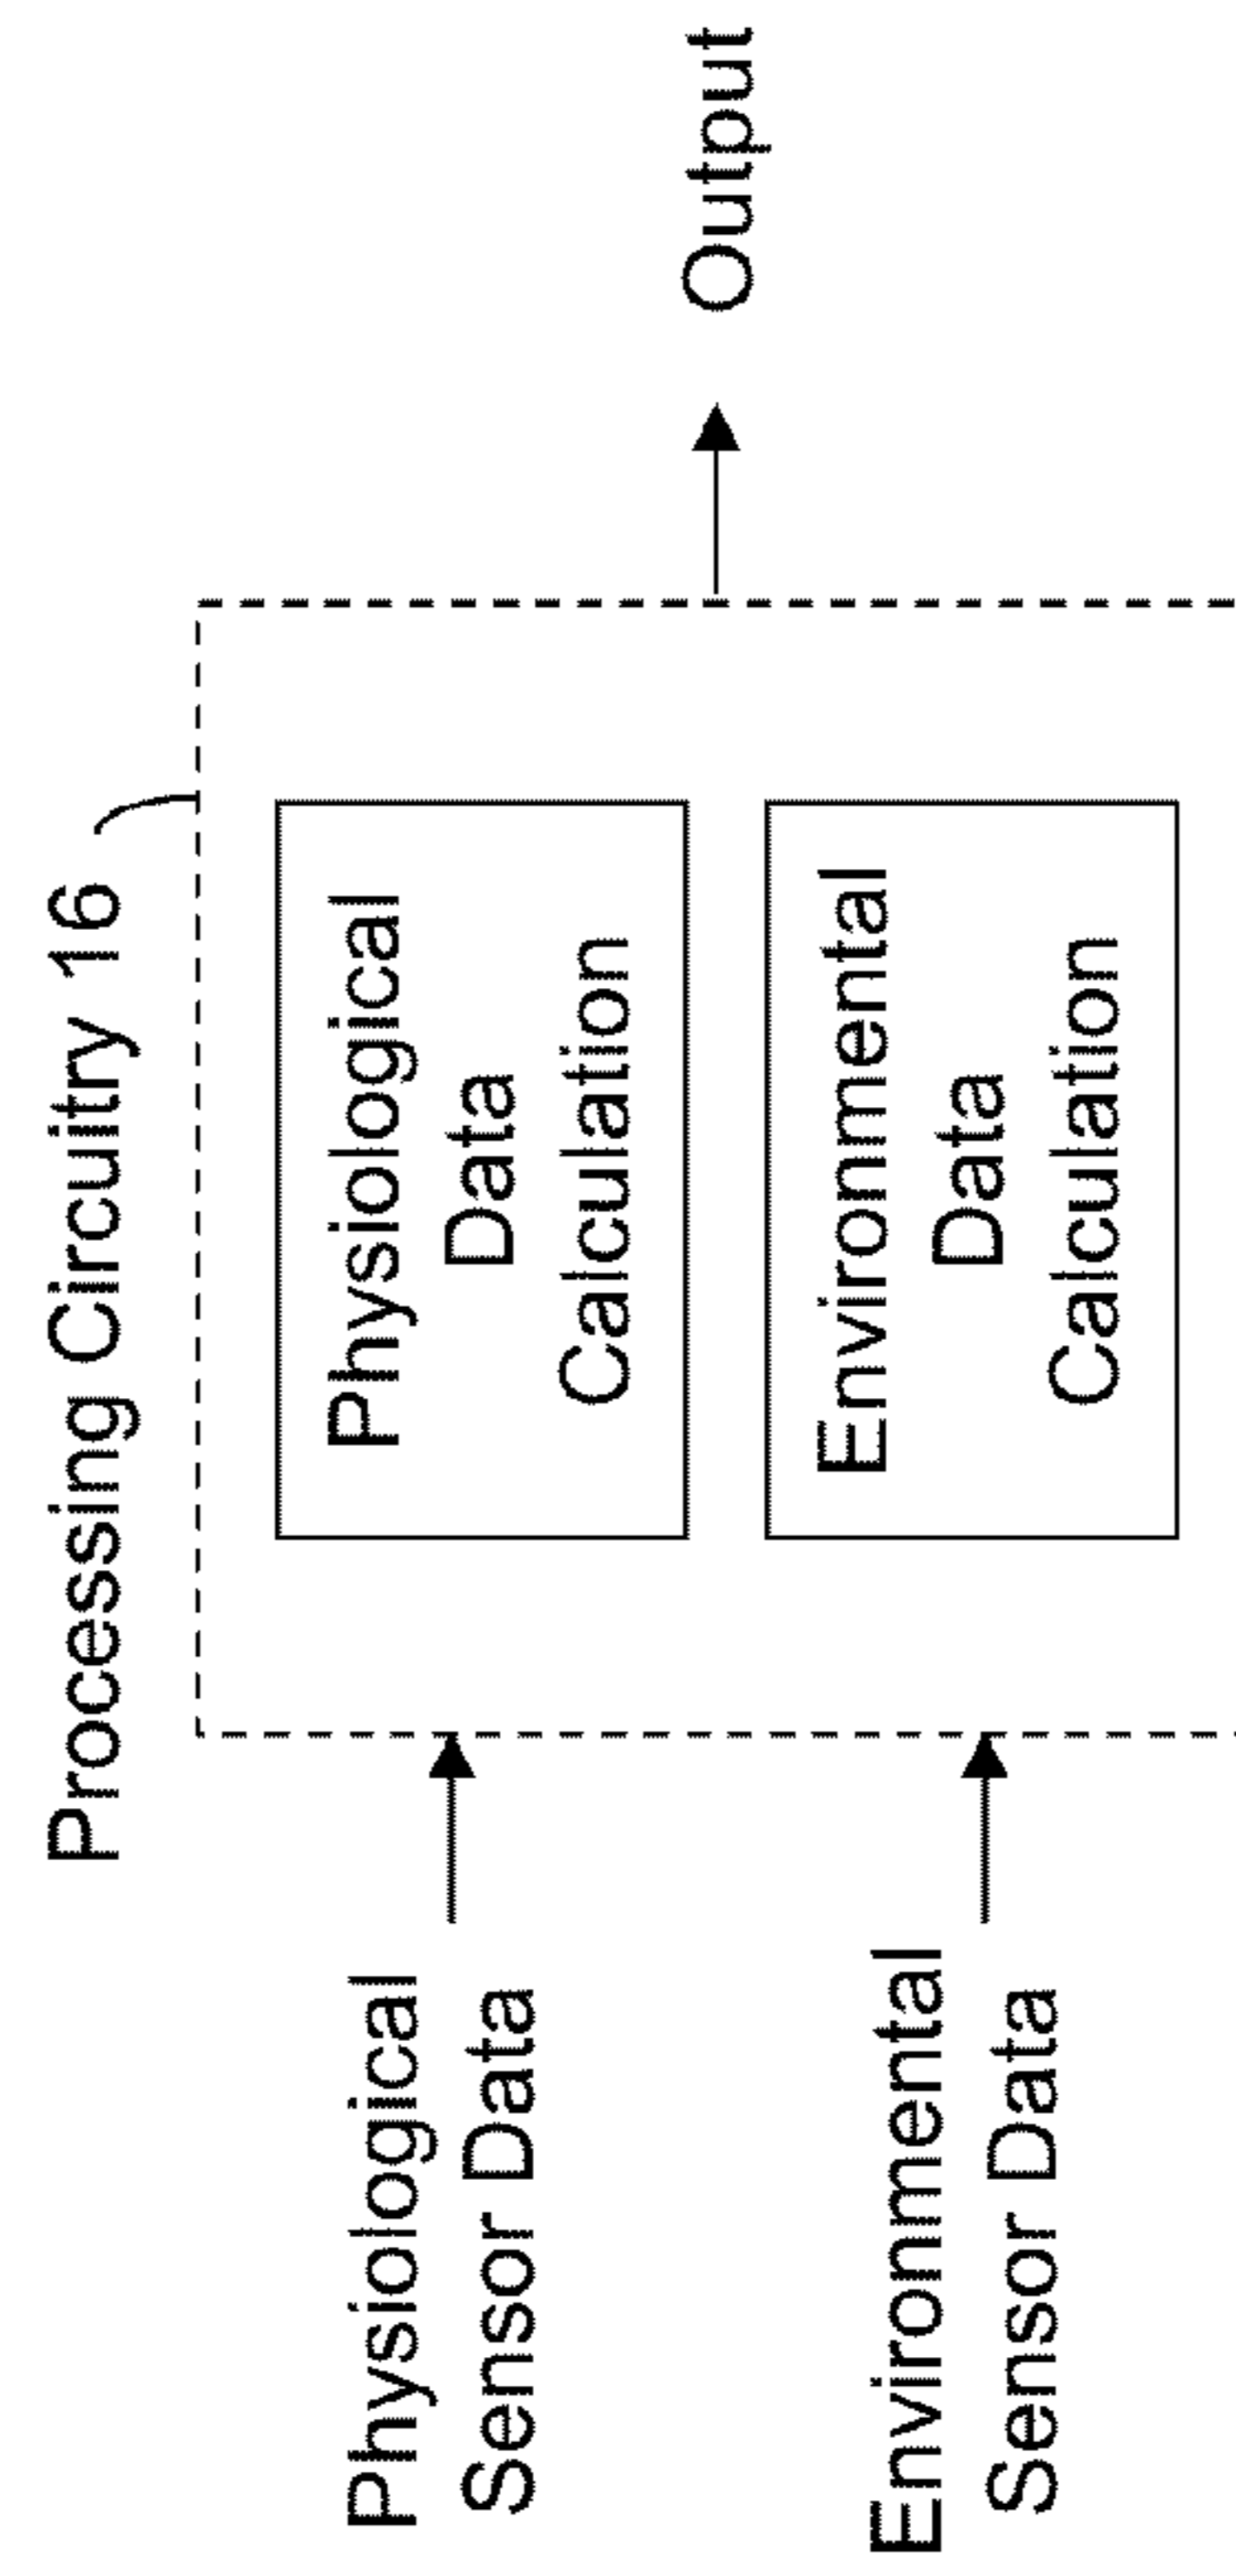 Processing Circuitry 16
Physiological
Sensor Data
Environmental
Sensor Data
Physiological
Data
Calculation
Environmental
Data
Calculation
Output